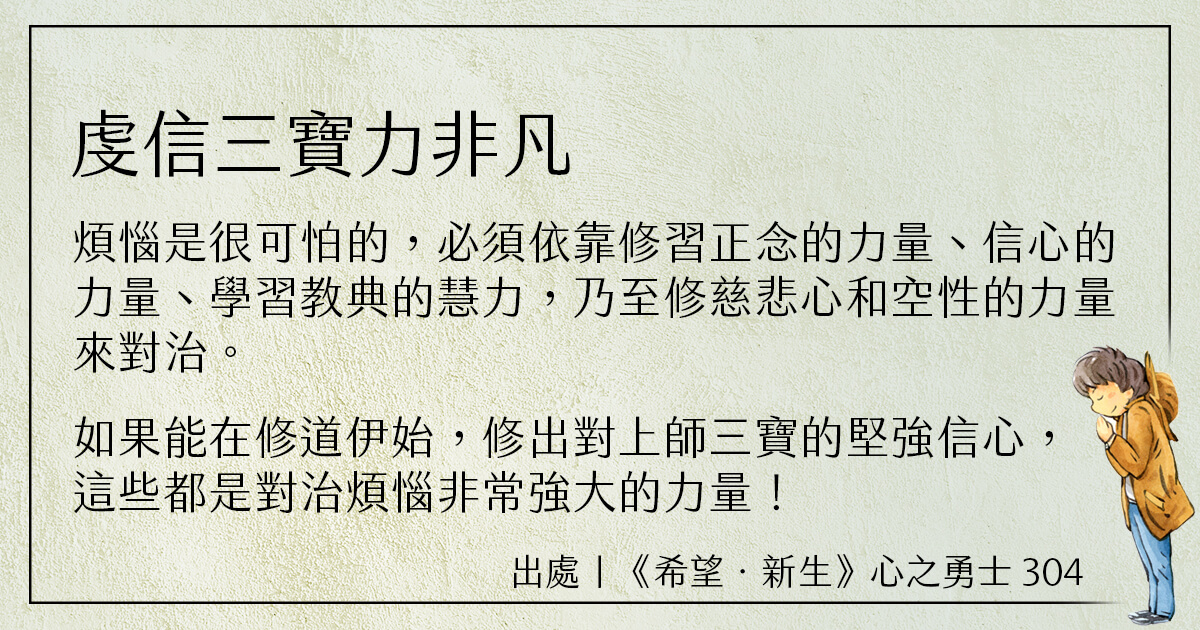 虔信三寶力非凡
煩惱是很可怕的，必須依靠修習正念的力量、信心的
力量、學習教典的慧力，乃至修慈悲心和空性的力量
來對治。
如果能在修道伊始，修出對上師三寶的堅強信心，
這些都是對治煩惱非常強大的力量！
出處｜《希望．新生》心之勇士 304